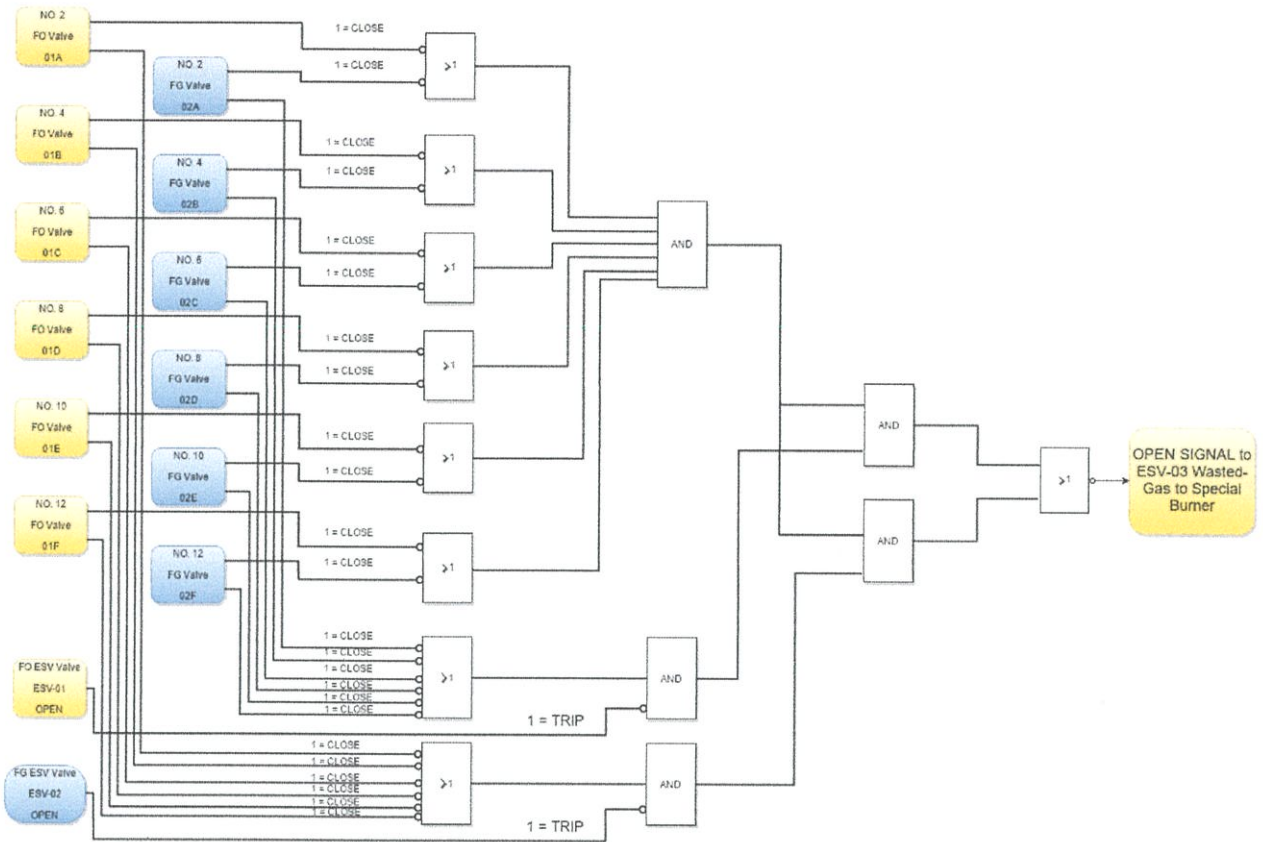 NO. 2
FO Valve
01A
NO. 2
FG Valve
02A
NO. 4
FO Valve
01B
NO. 4
FG Valve
02B
NO. 6
FO Valve
01C
NO. 6
FG Valve
02C
NO. 8
FO Valve
01D
NO. 8
FG Valve
02D
NO. 10
FO Valve
01E
NO. 10
FG Valve
02E
NO. 12
FO Valve
01F
NO. 12
FG Valve
02F
FO ESV Valve
ESV-01
OPEN
FG ESV Valve
ESV-02
OPEN
1 = CLOSE
1 = CLOSE
>1
1 = CLOSE
1 = CLOSE
>1
1 = CLOSE
1 = CLOSE
>1
1 = CLOSE
1 = CLOSE
>1
1 = CLOSE
1 = CLOSE
>1
1 = CLOSE
1 = CLOSE
>1
1 = CLOSE
1 = CLOSE
1 = CLOSE
1 = CLOSE
1 = CLOSE
1 = CLOSE
>1
1 = TRIP
1 = CLOSE
1 = CLOSE
1 = CLOSE
1 = CLOSE
1 = CLOSE
1 = CLOSE
>1
1 = TRIP
AND
AND
AND
AND
AND
>1
OPEN SIGNAL to
ESV-03 Wasted-
Gas to Special
Burner